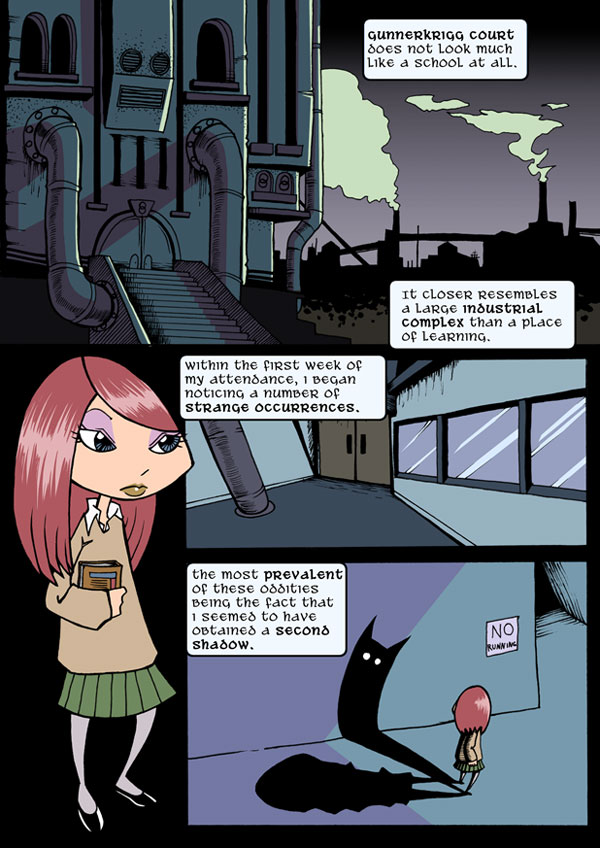 GUNNERKRIGG COURT
DOES NOT LOOK MUCH
LIKE A SCHOOL AT ALL.
IT CLOSER RESEMBLES
A LARGE INDUSTRIAL
COMPLEX THAN A PLACE
OF LEARNING.
WITHIN THE FIRST WEEK OF
MY ATTENDANCE, I BEGAN
NOTICING A NUMBER OF
STRANGE OCCURRENCES.
THE MOST PREVALENT
OF THESE ODDITIES
BEING THE FACT THAT
I SEEMED TO HAVE
OBTAINED A SECOND
SHADOW.
NO
RUNNING